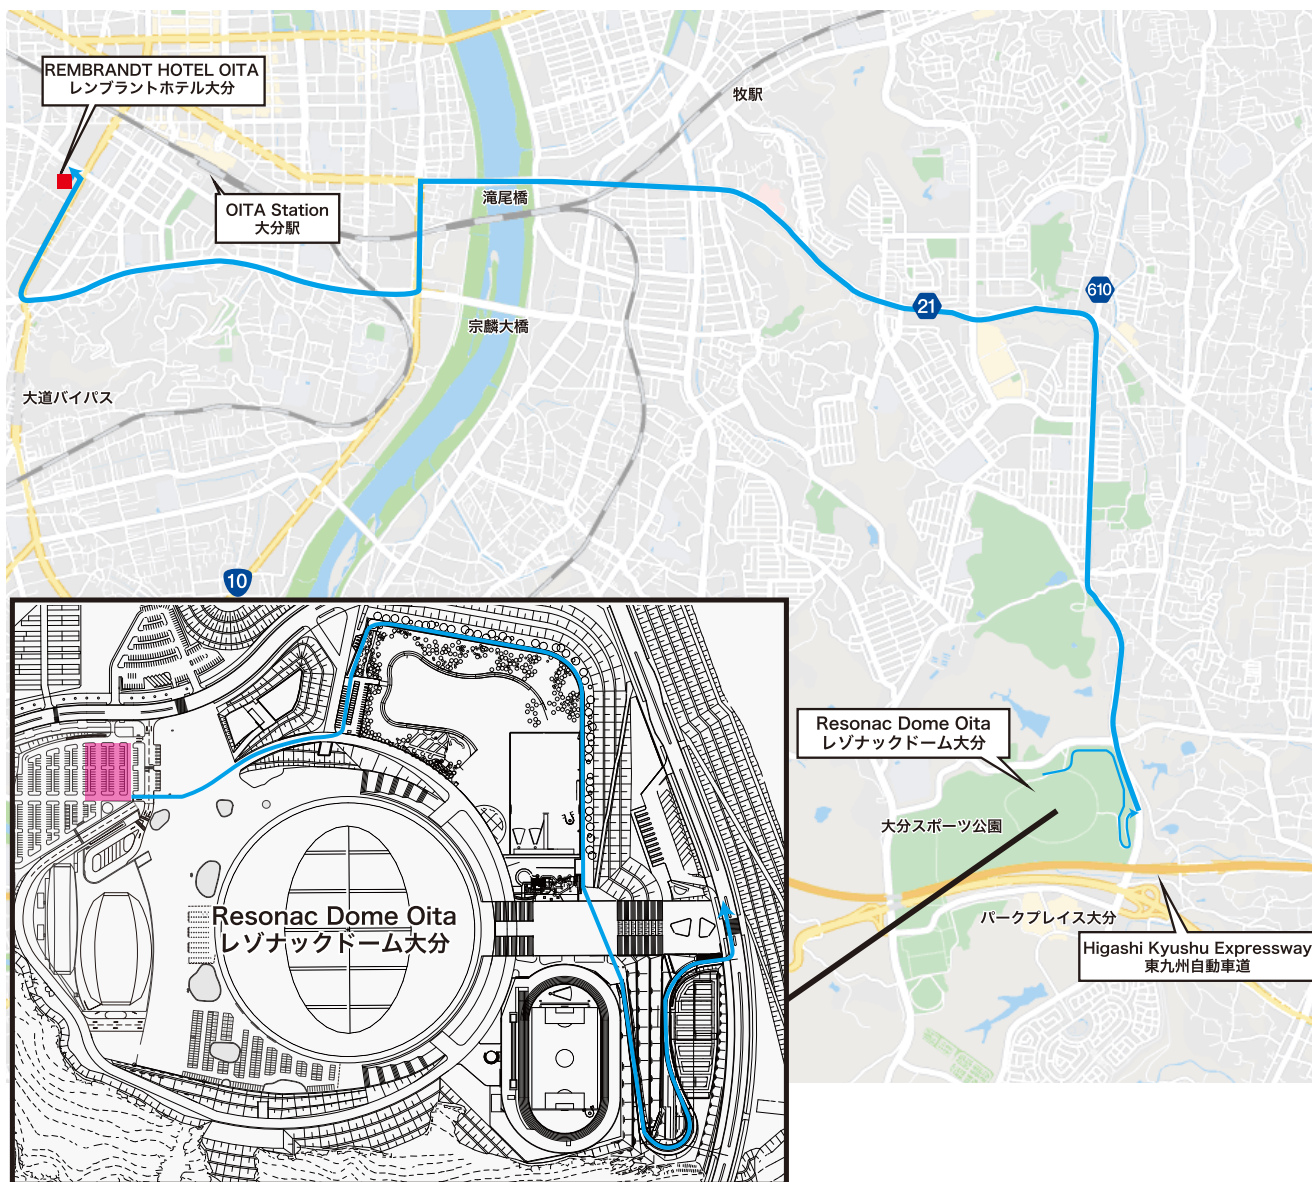 REMBRANDT HOTEL OITA
レンブラントホテル大分
牧駅
OITA Station
大分駅
滝尾橋
610
21
宗麟大橋
大道バイパス
10
Resonac Dome Oita
レゾナックドーム大分
大分スポーツ公園
Resonac Dome Oita
レゾナックドーム大分
パークプレイス大分
Higashi Kyushu Expressway
東九州自動車道